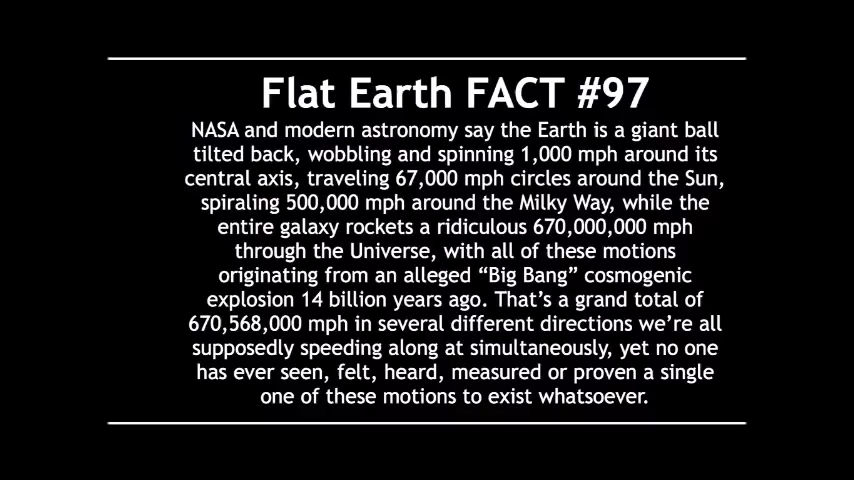 Flat Earth FACT #97
NASA and modern astronomy say the Earth is a giant ball
tilted back, wobbling and spinning 1,000 mph around its
central axis, traveling 67,000 mph circles around the Sun,
spiraling 500,000 mph around the Milky Way, while the
entire galaxy rockets a ridiculous 670,000,000 mph
through the Universe, with all of these motions
originating from an alleged “Big Bang” cosmogenic
explosion 14 billion years ago. That’s a grand total of
670,568,000 mph in several different directions we’re all
supposedly speeding along at simultaneously, yet no one
has ever seen, felt, heard, measured or proven a single
one of these motions to exist whatsoever.